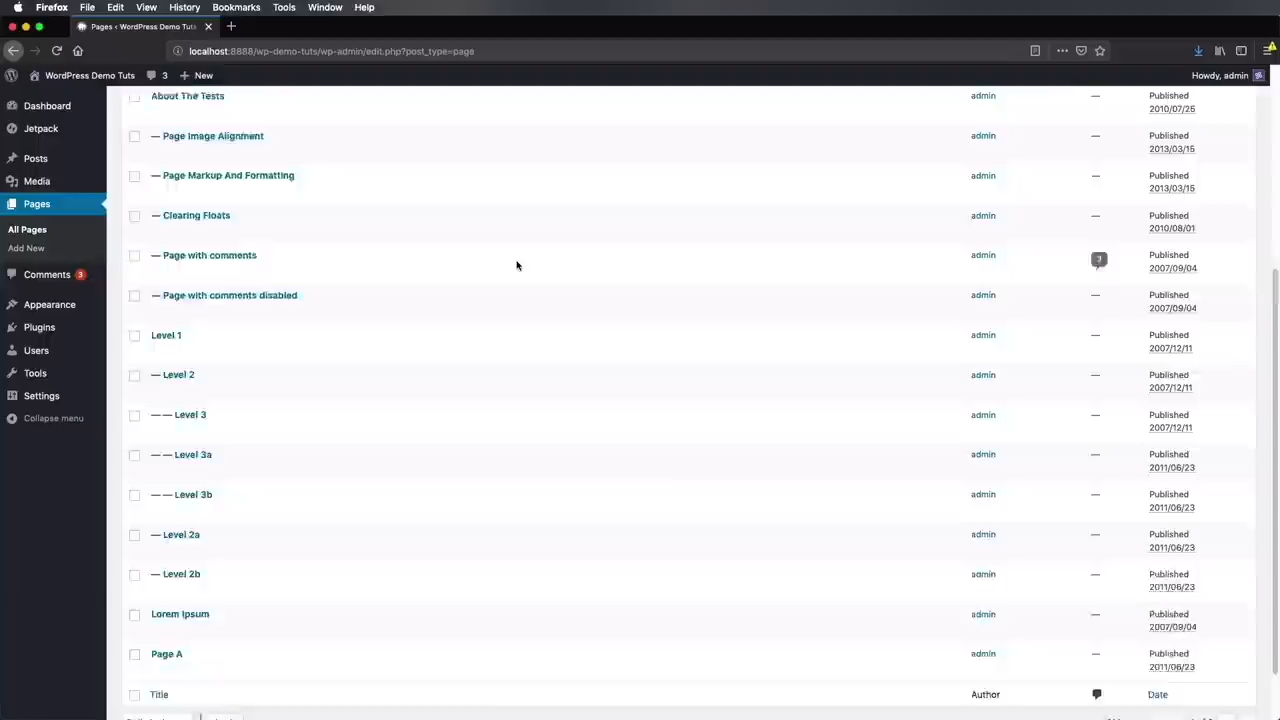 Firefox File Edit View History Bookmarks Tools Window Help
Pages ‹ WordPress Demo Tuts
localhost:8888/wp-demo-tuts/wp-admin/edit.php?post_type=page
WordPress Demo Tuts 3 + New Howdy, admin
Dashboard
Jetpack
Posts
Media
Pages
All Pages
Add New
Comments 3
Appearance
Plugins
Users
Tools
Settings
Collapse menu
About The Tests admin — Published
2010/07/25
— Page Image Alignment admin — Published
2013/03/15
— Page Markup And Formatting admin — Published
2013/03/15
— Clearing Floats admin — Published
2010/08/01
— Page with comments admin 3 Published
2007/09/04
— Page with comments disabled admin — Published
2007/09/04
Level 1 admin — Published
2007/12/11
— Level 2 admin — Published
2007/12/11
— — Level 3 admin — Published
2007/12/11
— — Level 3a admin — Published
2011/06/23
— — Level 3b admin — Published
2011/06/23
— Level 2a admin — Published
2011/06/23
— Level 2b admin — Published
2011/06/23
Lorem Ipsum admin — Published
2007/09/04
Page A admin — Published
2011/06/23
Title Author Date